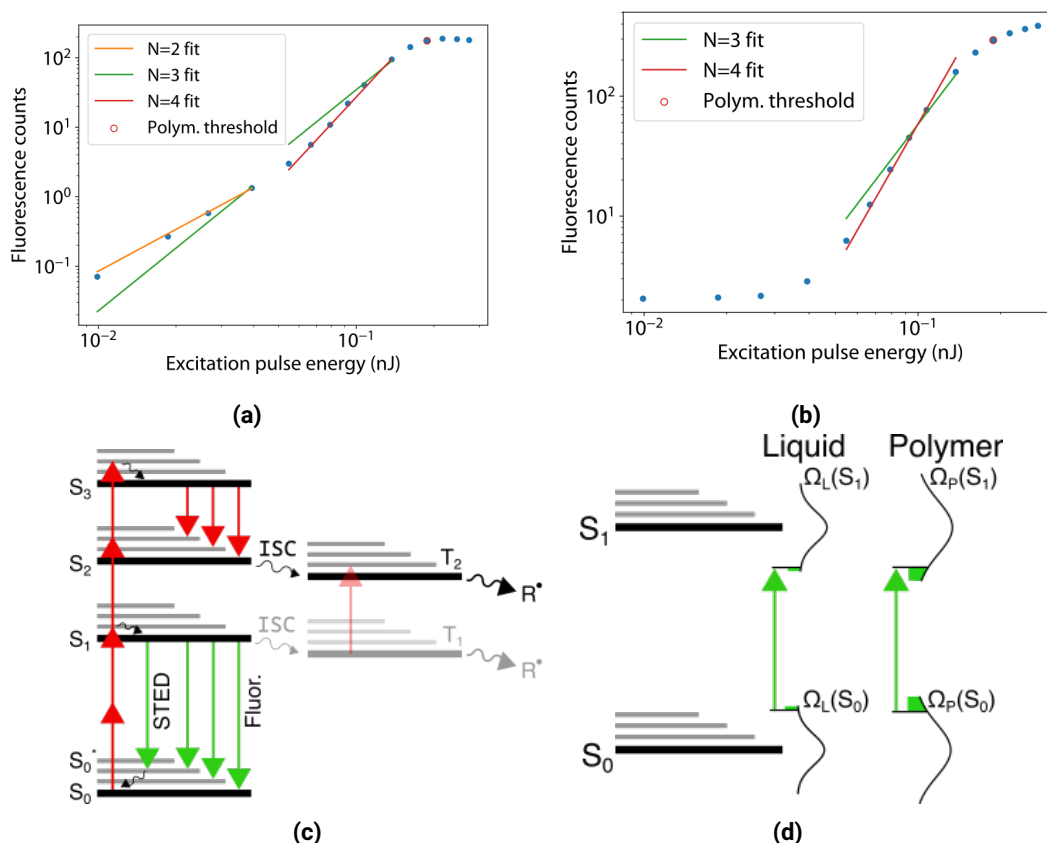 N=2 fit
N=3 fit
N=4 fit
Polym. threshold
Fluorescence counts
10² 
10¹
10⁰
10⁻¹
10⁻² 10⁻¹
Excitation pulse energy (nJ)
(a)
N=3 fit
N=4 fit
Polym. threshold
Fluorescence counts
10²
10¹
10⁻² 10⁻¹
Excitation pulse energy (nJ)
(b)
S₃
S₂
S₁
S₀*
S₀
ISC
T₂
R•
ISC
T₁
R•
STED
Fluor.
(c)
Liquid Polymer
Ω_L(S₁) Ω_P(S₁)
S₁
Ω_L(S₀) Ω_P(S₀)
S₀
(d)